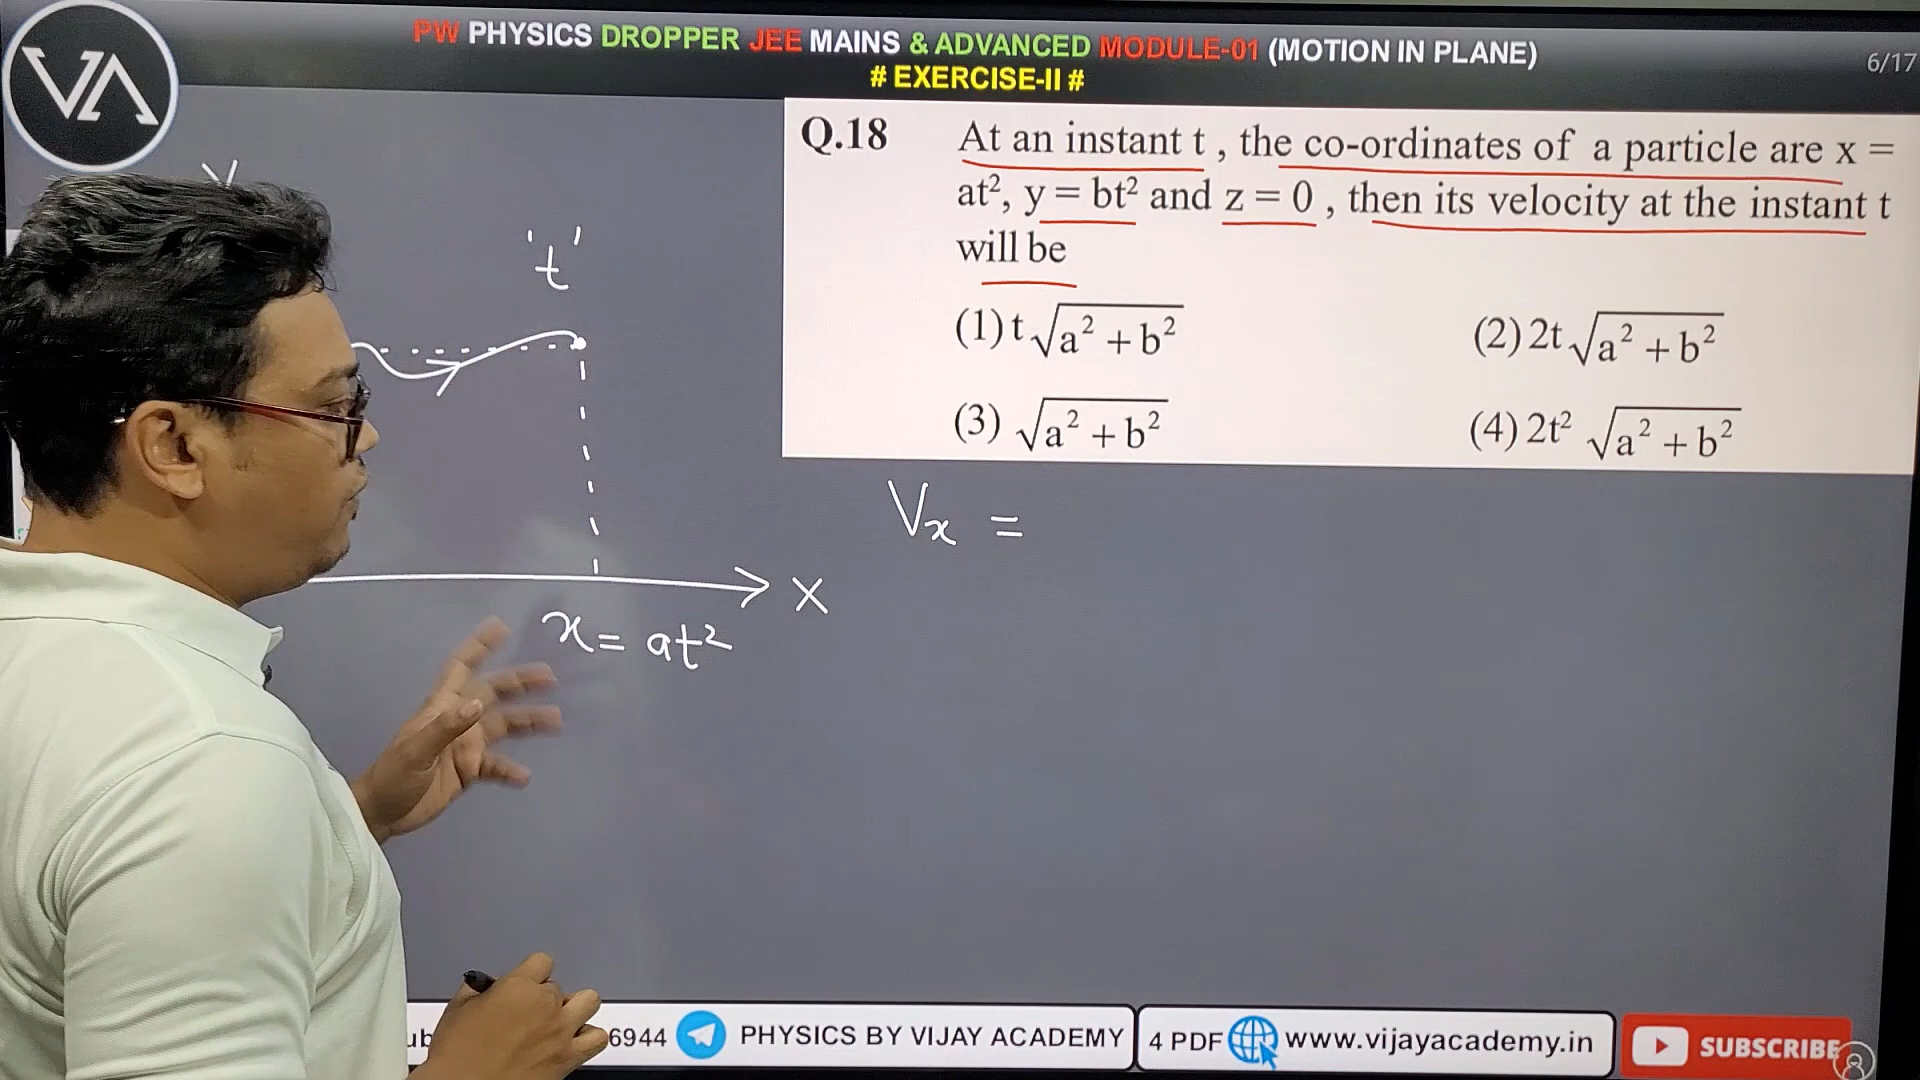 VA
PW PHYSICS DROPPER JEE MAINS & ADVANCED MODULE-01 (MOTION IN PLANE)
# EXERCISE-II #
6/17
Q.18 At an instant t , the co-ordinates of a particle are x =
at², y = bt² and z = 0 , then its velocity at the instant t
will be
(1) t √(a² + b²) (2) 2t √(a² + b²)
(3) √(a² + b²) (4) 2t² √(a² + b²)
't'
Vx =
X
x = at²
6944 PHYSICS BY VIJAY ACADEMY 4 PDF www.vijayacademy.in SUBSCRIBE